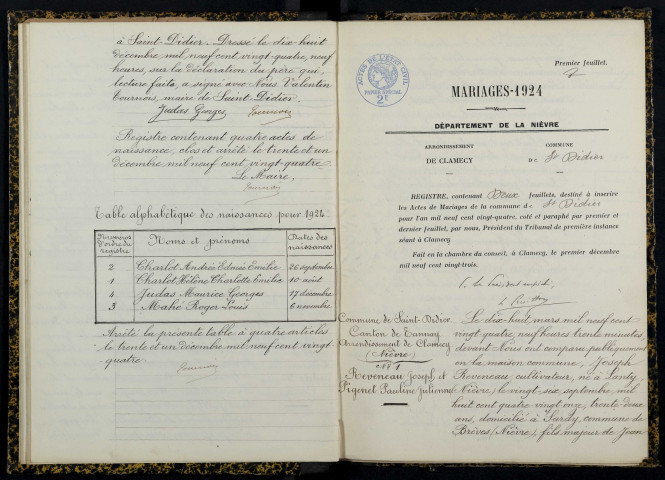 à Saint-Didier. Dressé le dix-huit
décembre mil neuf cent vingt-quatre, neuf
heures, sur la déclaration du père qui,
lecture faite, a signé avec Nous Valentin
Tournois, maire de Saint-Didier.
Judas Georges Tournois
Registre contenant quatre actes de
naissance, clos et arrêté le trente et un
décembre mil neuf cent vingt-quatre
Le Maire,
Tournois
Table alphabétique des naissances pour 1924.
Numéros d'ordre du registre | Noms et prénoms | Dates des naissances
2 Charlot André Edmée Emilie 26 septembre
1 Charlot Hélène Charlotte Emilie 10 août
4 Judas Maurice Georges 17 décembre
3 Mahé Roger Louis 6 novembre
Arrêté la présente table à quatre articles
le trente et un décembre mil neuf cent vingt
quatre.
Tournois
Premier feuillet.
ACTES DE L'ETAT CIVIL
PAPIER SPÉCIAL
2F
MARIAGES-1924
DÉPARTEMENT DE LA NIÈVRE
ARRONDISSEMENT
DE CLAMECY
COMMUNE
DE St Didier
REGISTRE, contenant Deux feuillets, destiné à inscrire
les Actes de Mariages de la commune d e St Didier
pour l'an mil neuf cent vingt-quatre, coté et paraphé par premier et
dernier feuillet, par nous, Président du Tribunal de première instance
séant à Clamecy
Fait en la chambre du conseil, à Clamecy, le premier décembre
mil neuf cent vingt-trois.
Commune de Saint-Didier
Canton de Tannay
Arrondissement de Clamecy
(Nièvre)
N° 1
Reveneau Joseph et
Pigenet Pauline Julienne
Le dix-huit mars mil neuf cent
vingt quatre, neuf heures trente minutes
devant Nous ont comparu publiquement
en la maison commune, Joseph
Reveneau cultivateur, né à
(Nièvre) le vingt-six septembre mil
huit cent quatre-vingt onze, trente deux
ans, domicilié à Sardy, commune de
Brèves (Nièvre), fils majeur de Jean